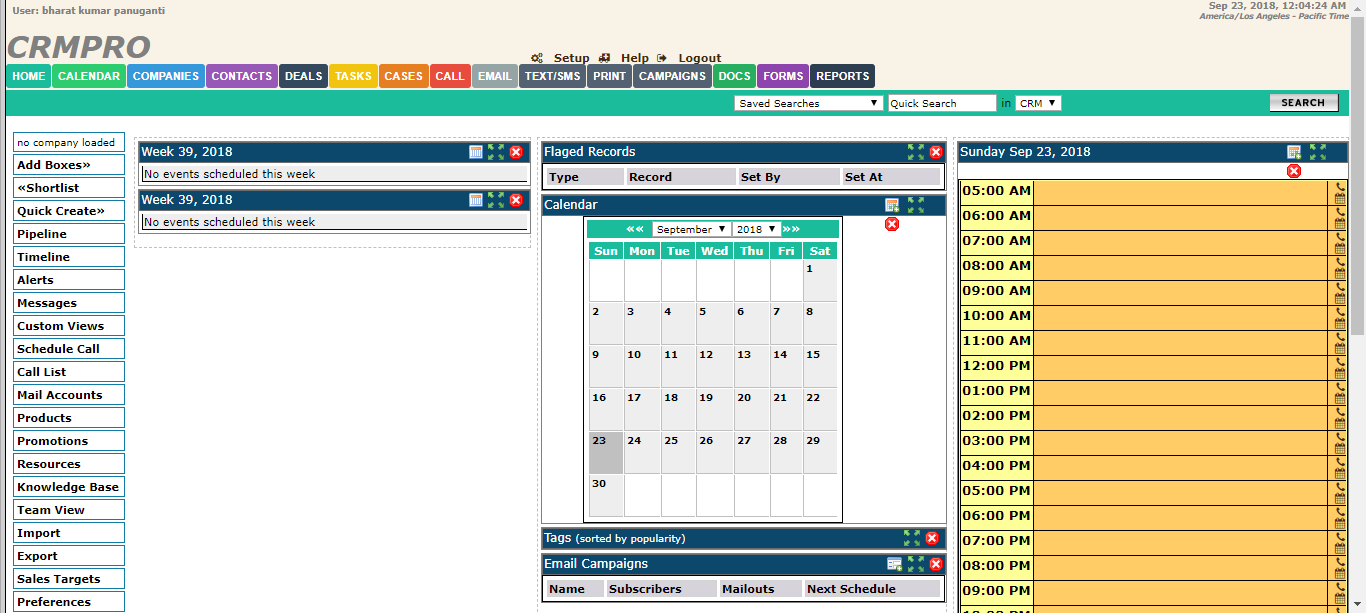 User: bharat kumar panuganti
Sep 23, 2018, 12:04:24 AM
America/Los Angeles - Pacific Time
CRMPRO
Setup Help Logout
HOME CALENDAR COMPANIES CONTACTS DEALS TASKS CASES CALL EMAIL TEXT/SMS PRINT CAMPAIGNS DOCS FORMS REPORTS
Saved Searches Quick Search in CRM SEARCH
no company loaded
Add Boxes»
«Shortlist
Quick Create»
Pipeline
Timeline
Alerts
Messages
Custom Views
Schedule Call
Call List
Mail Accounts
Products
Promotions
Resources
Knowledge Base
Team View
Import
Export
Sales Targets
Preferences
Week 39, 2018
No events scheduled this week
Week 39, 2018
No events scheduled this week
Flaged Records
Type Record Set By Set At
Calendar
«« September 2018 »»
Sun Mon Tue Wed Thu Fri Sat
1
2 3 4 5 6 7 8
9 10 11 12 13 14 15
16 17 18 19 20 21 22
23 24 25 26 27 28 29
30
Tags (sorted by popularity)
Email Campaigns
Name Subscribers Mailouts Next Schedule
Sunday Sep 23, 2018
05:00 AM
06:00 AM
07:00 AM
08:00 AM
09:00 AM
10:00 AM
11:00 AM
12:00 PM
01:00 PM
02:00 PM
03:00 PM
04:00 PM
05:00 PM
06:00 PM
07:00 PM
08:00 PM
09:00 PM